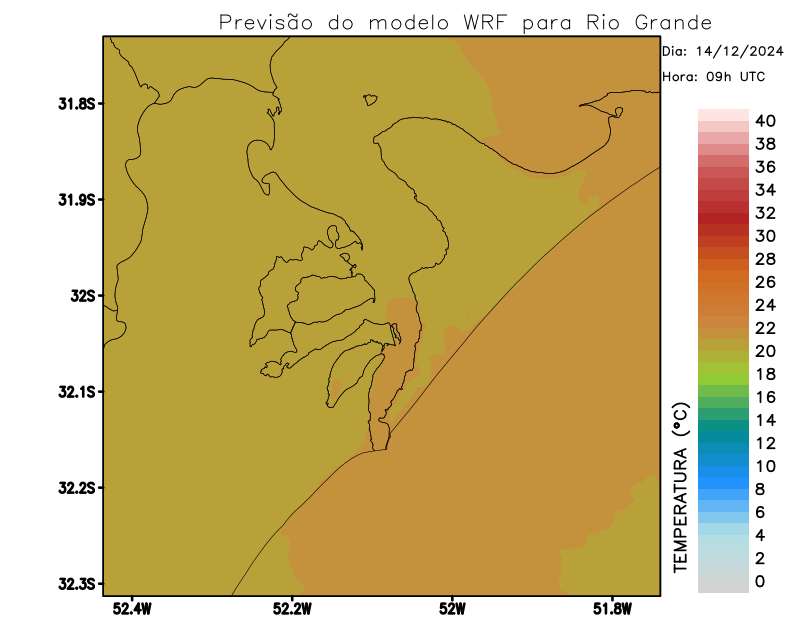 Previsão do modelo WRF para Rio Grande
Dia: 14/12/2024
Hora: 09h UTC
31.8S
31.9S
32S
32.1S
32.2S
32.3S
52.4W
52.2W
52W
51.8W
TEMPERATURA (°C)
40
38
36
34
32
30
28
26
24
22
20
18
16
14
12
10
8
6
4
2
0